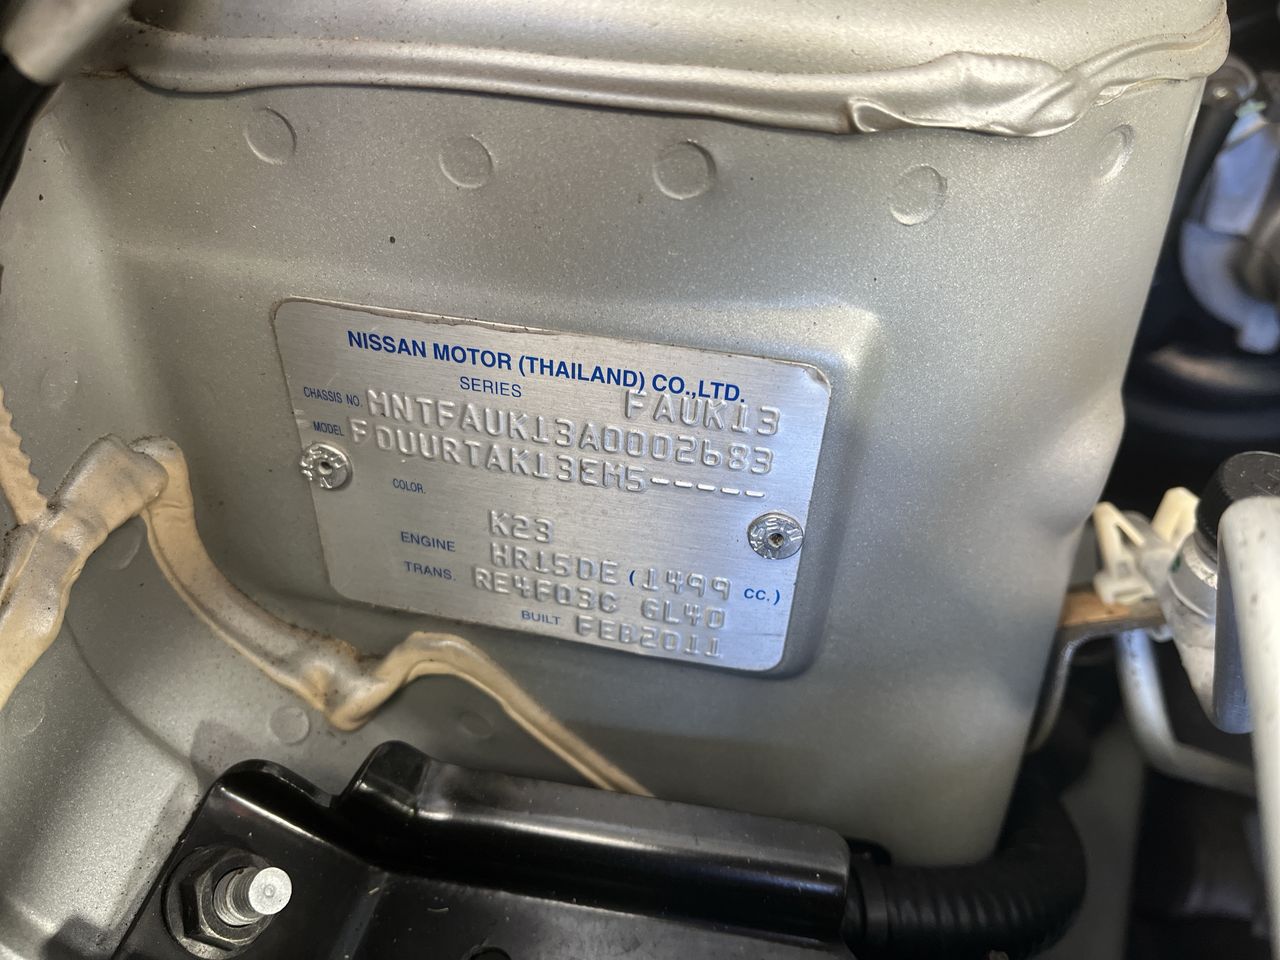 NISSAN MOTOR (THAILAND) CO.,LTD.
SERIES FAUK13
CHASSIS NO. MNTFAUK13A0002683
MODEL FDUURTAK13EM5-----
COLOR.
K23
ENGINE HR15DE (1499 CC.)
TRANS. RE4F03C GL40
BUILT FEB2011